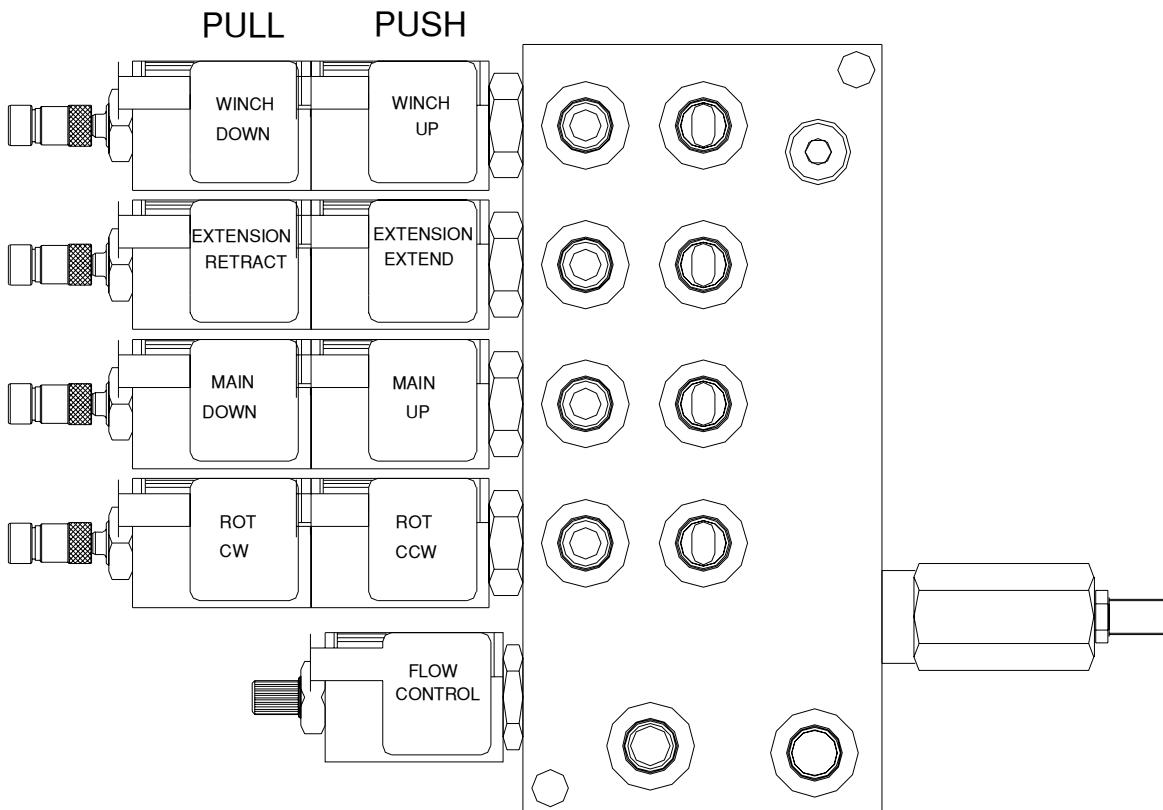 PULL PUSH
WINCH
DOWN
WINCH
UP
EXTENSION
RETRACT
EXTENSION
EXTEND
MAIN
DOWN
MAIN
UP
ROT
CW
ROT
CCW
FLOW
CONTROL